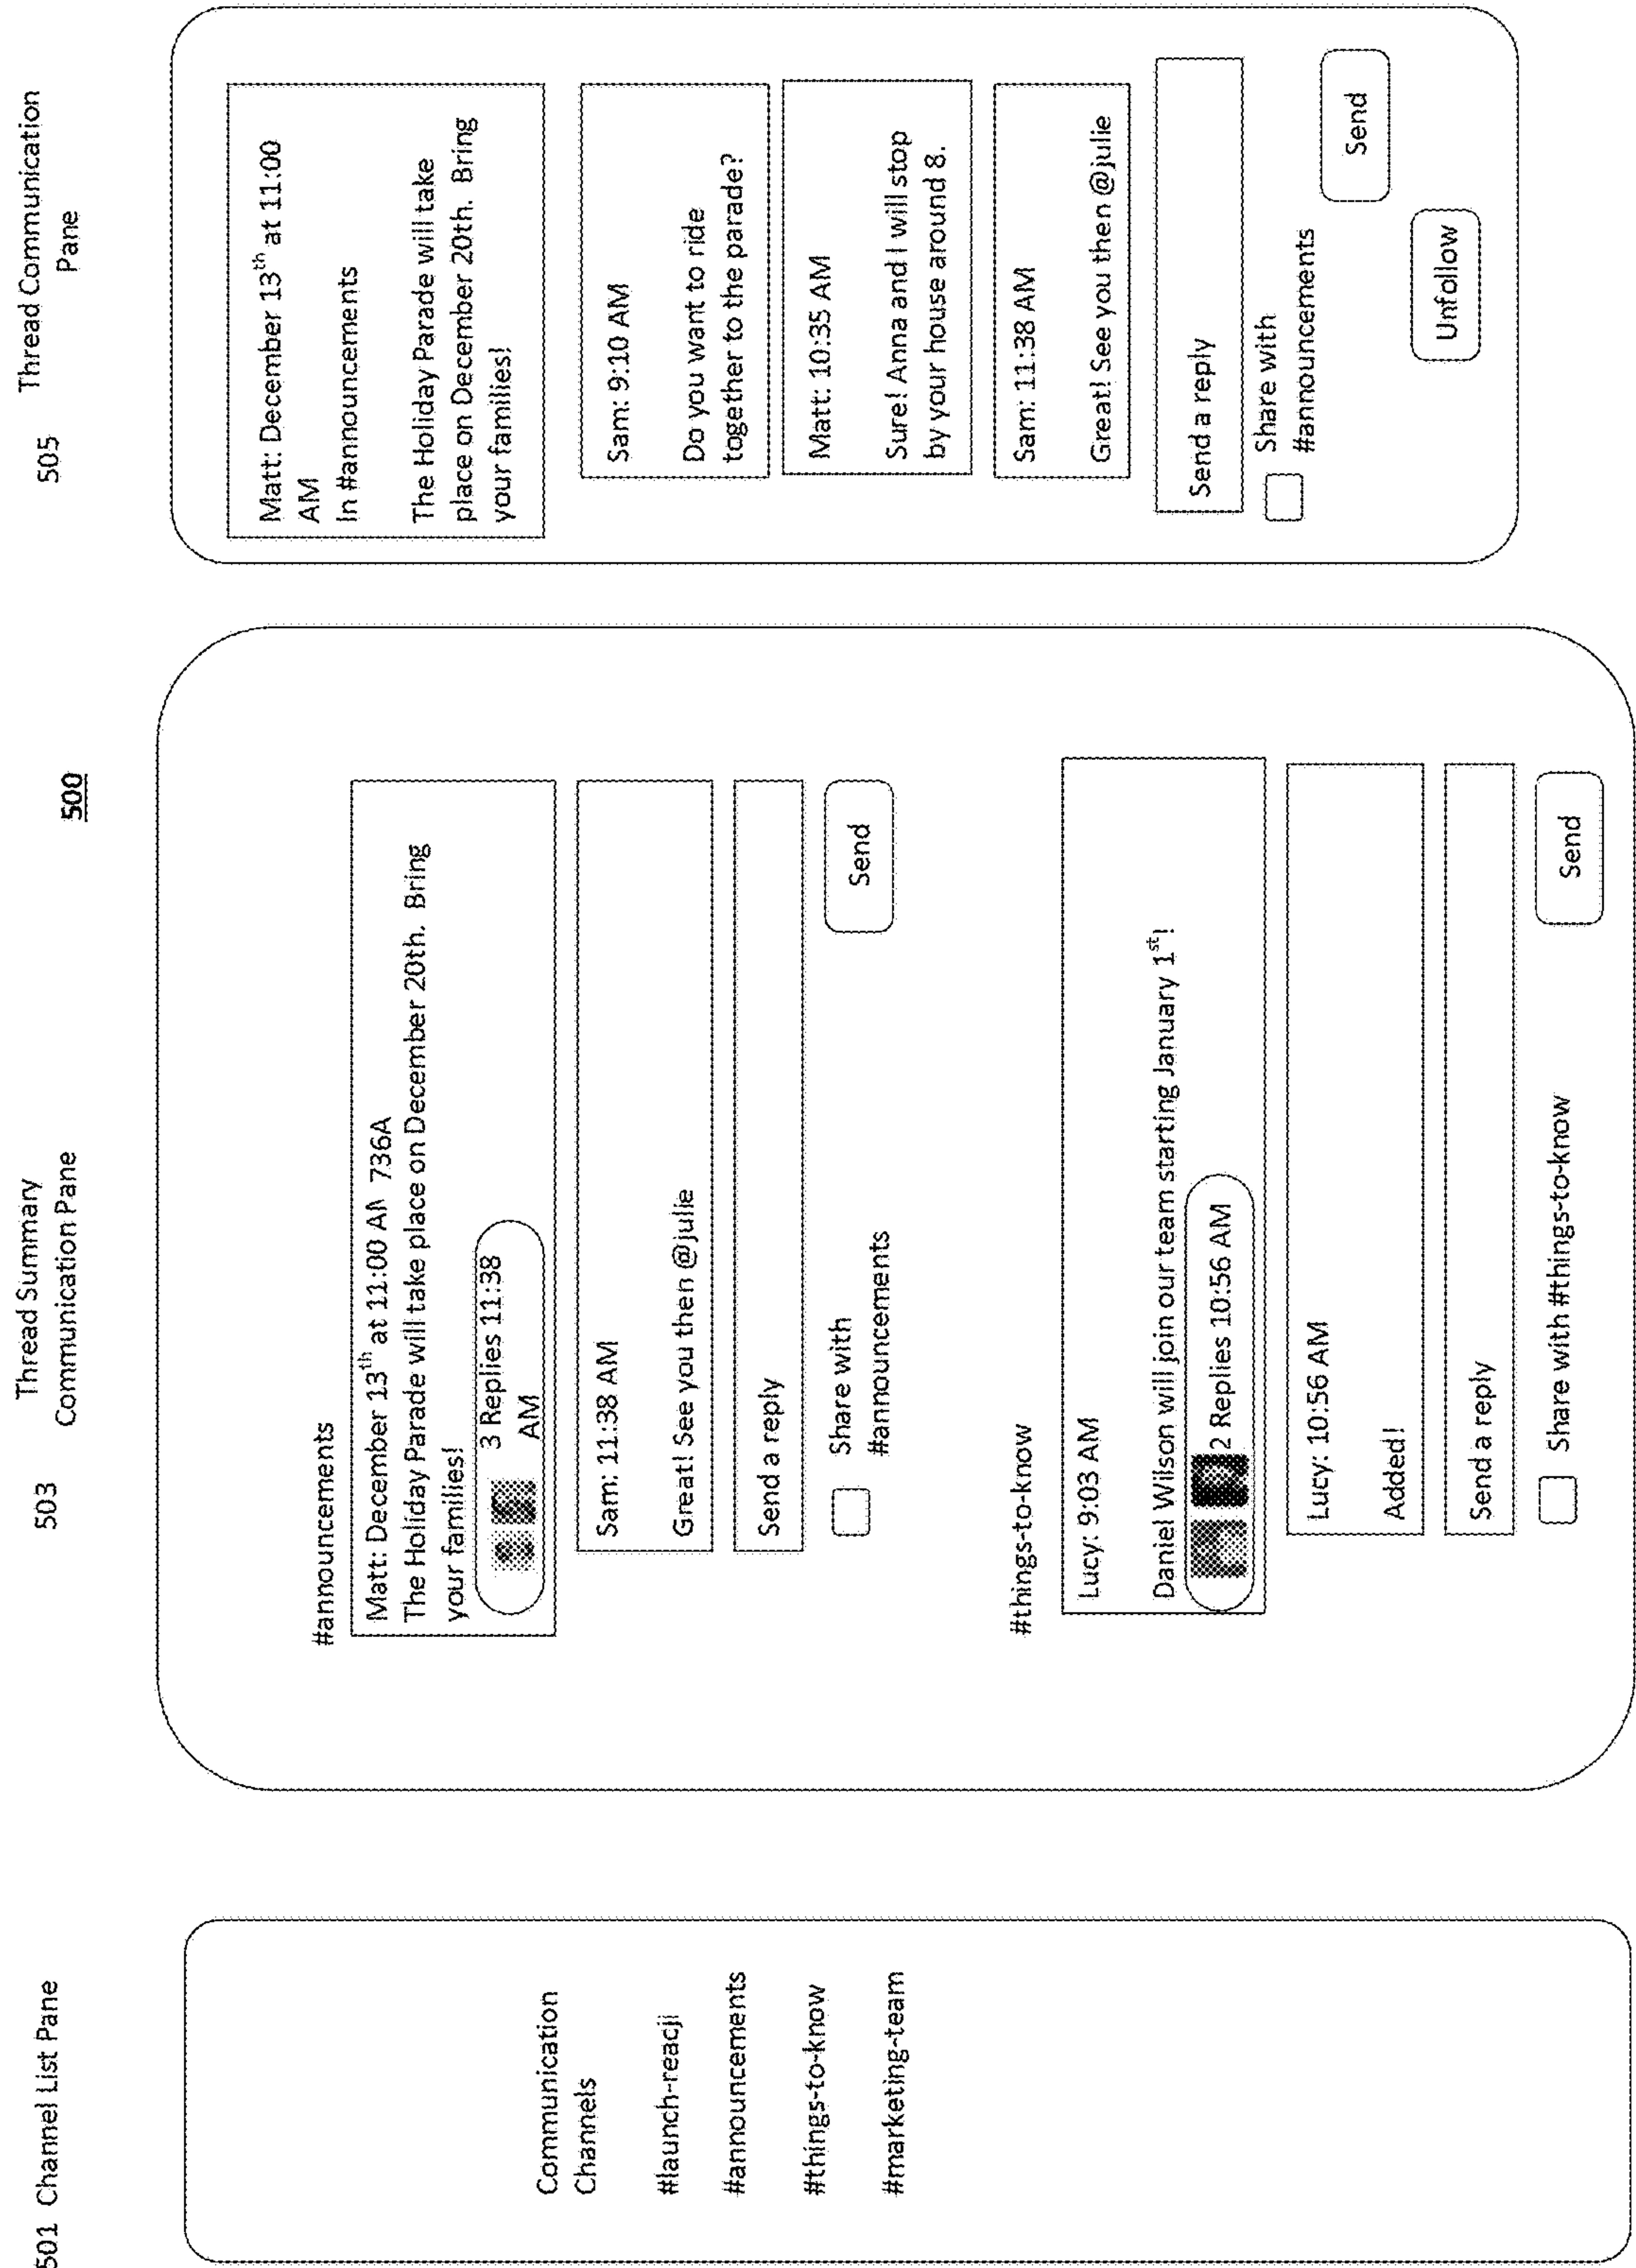 500
501 Channel List Pane
Communication
Channels
#launch-reacji
#announcements
#things-to-know
#marketing-team
503 Thread Summary
Communication Pane
#announcements
Matt: December 13th at 11:00 AM 736A
The Holiday Parade will take place on December 20th. Bring
your families!
3 Replies 11:38
AM
Sam: 11:38 AM
Great! See you then @julie
Send a reply
Share with
#announcements
Send
#things-to-know
Lucy: 9:03 AM
Daniel Wilson will join our team starting January 1st!
2 Replies 10:56 AM
Lucy: 10:56 AM
Added!
Send a reply
Share with #things-to-know
Send
505 Thread Communication
Pane
Matt: December 13th at 11:00
AM
In #announcements
The Holiday Parade will take
place on December 20th. Bring
your families!
Sam: 9:10 AM
Do you want to ride
together to the parade?
Matt: 10:35 AM
Sure! Anna and I will stop
by your house around 8.
Sam: 11:38 AM
Great! See you then @julie
Send a reply
Share with
#announcements
Send
Unfollow